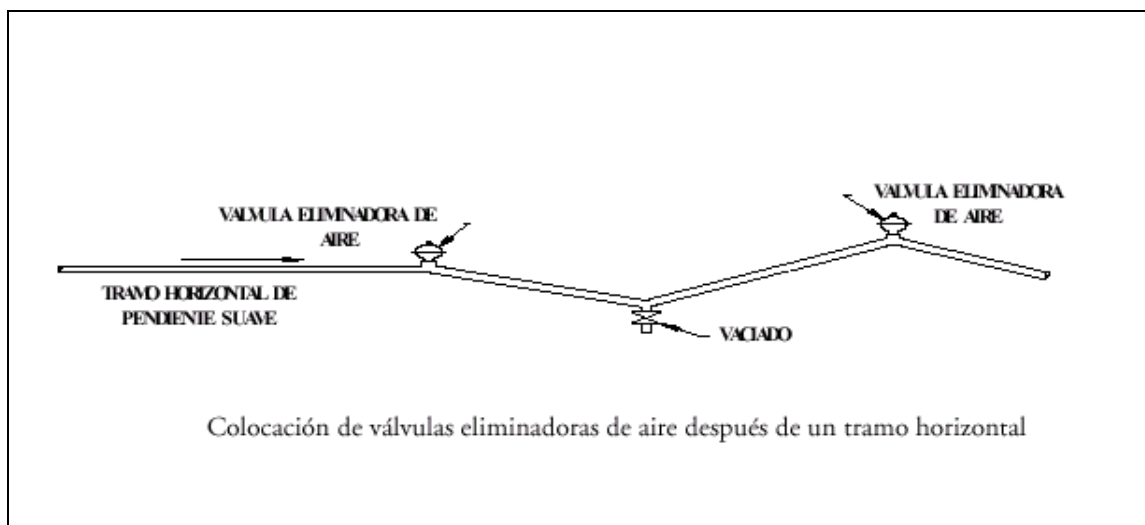 VALVULA ELIMINADORA DE
AIRE
VALVULA ELIMINADORA
DE AIRE
TRAMO HORIZONTAL DE
PENDIENTE SUAVE
VACIADO
Colocación de válvulas eliminadoras de aire después de un tramo horizontal